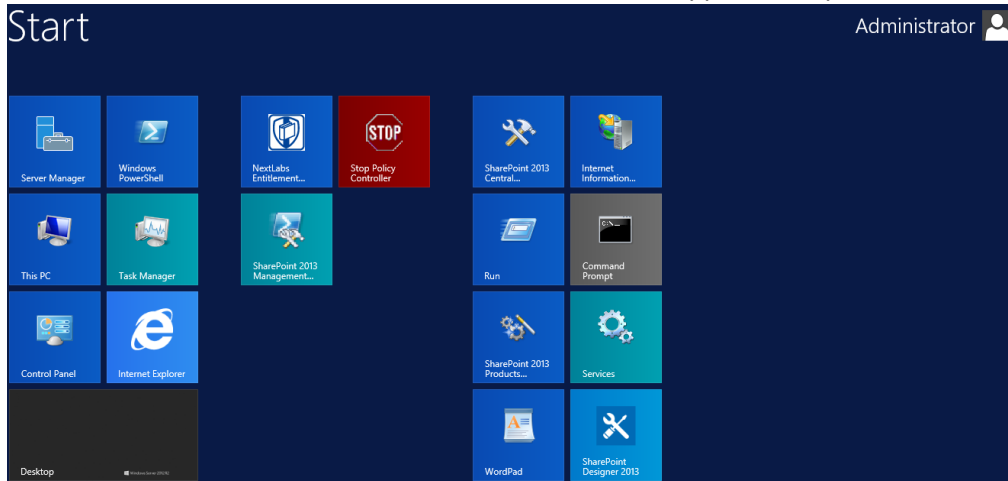 Start
Administrator
Server Manager
Windows
PowerShell
NextLabs
Entitlement...
STOP
Stop Policy
Controller
SharePoint 2013
Central...
Internet
Information...
This PC
Task Manager
SharePoint 2013
Management...
Run
C:\_
Command
Prompt
Control Panel
Internet Explorer
SharePoint 2013
Products...
Services
Desktop
WordPad
SharePoint
Designer 2013